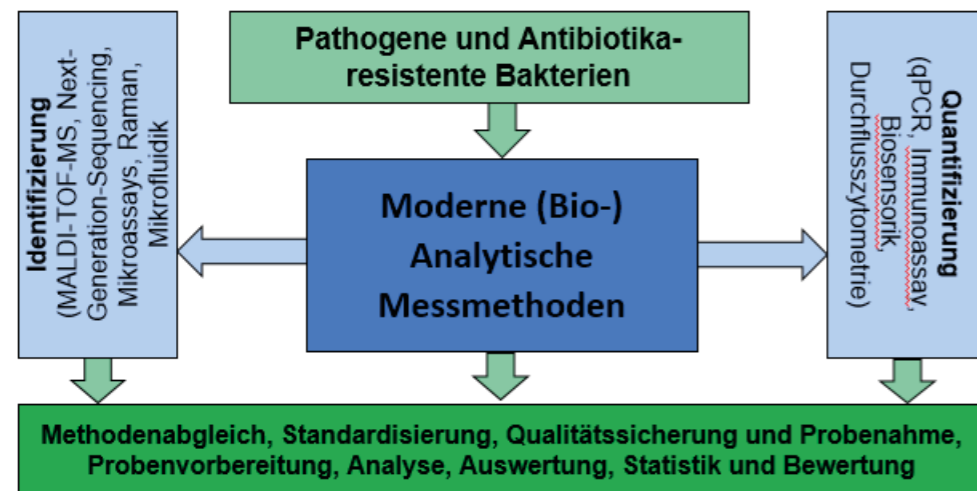 Pathogene und Antibiotika-
resistente Bakterien
Identifizierung
(MALDI-TOF-MS, Next-
Generation-Sequencing,
Mikroassays, Raman,
Mikrofluidik
Moderne (Bio-)
Analytische
Messmethoden
Quantifizierung
(qPCR, Immunoassay,
Biosensorik,
Durchflusszytometrie)
Methodenabgleich, Standardisierung, Qualitätssicherung und Probenahme,
Probenvorbereitung, Analyse, Auswertung, Statistik und Bewertung